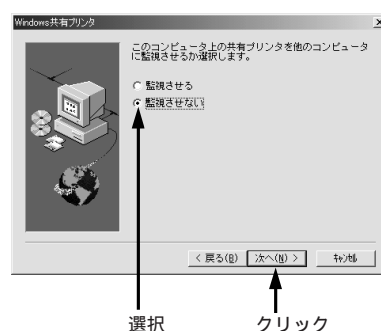 Windows共有プリンタ
このコンピュータ上の共有プリンタを他のコンピュータ
に監視させるか選択します。
監視させる
監視させない
< 戻る(B)
次へ(N) >
キャンセル
選択
クリック